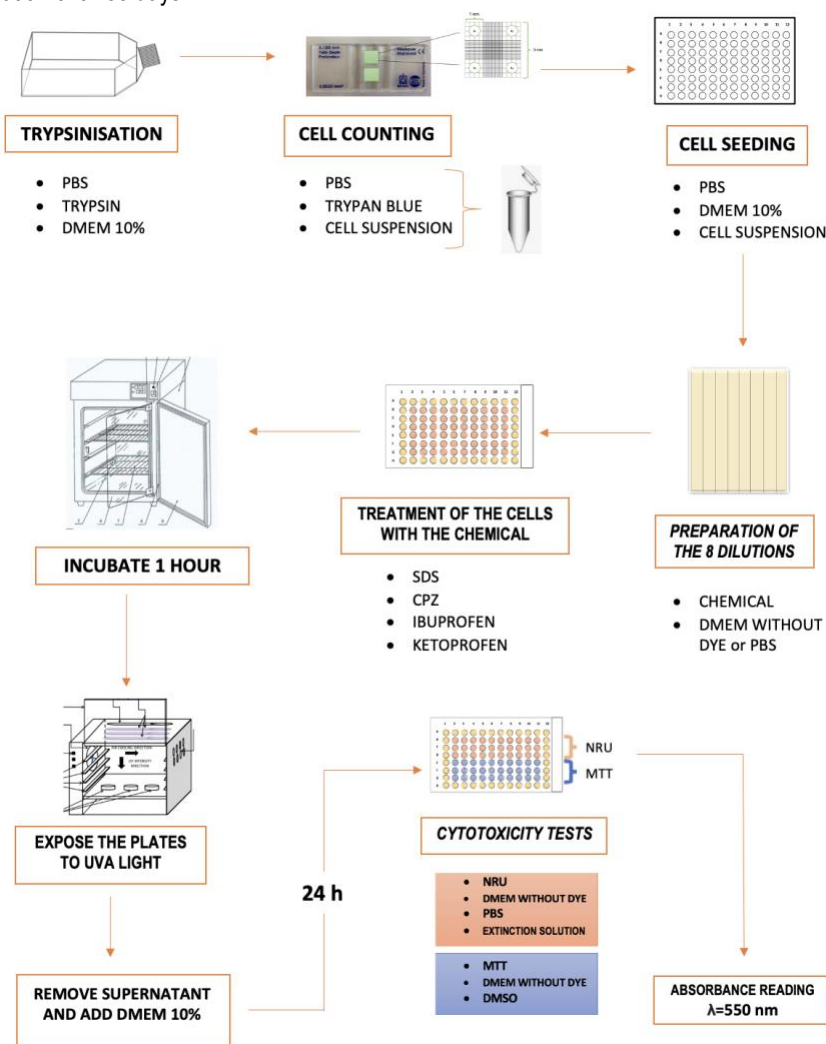 TRYPSINISATION
• PBS
• TRYPSIN
• DMEM 10%
CELL COUNTING
• PBS
• TRYPAN BLUE
• CELL SUSPENSION
CELL SEEDING
• PBS
• DMEM 10%
• CELL SUSPENSION
PREPARATION OF
THE 8 DILUTIONS
• CHEMICAL
• DMEM WITHOUT
DYE or PBS
TREATMENT OF THE CELLS
WITH THE CHEMICAL
• SDS
• CPZ
• IBUPROFEN
• KETOPROFEN
INCUBATE 1 HOUR
EXPOSE THE PLATES
TO UVA LIGHT
REMOVE SUPERNATANT
AND ADD DMEM 10%
24 h
NRU
MTT
CYTOTOXICITY TESTS
• NRU
• DMEM WITHOUT DYE
• PBS
• EXTINCTION SOLUTION
• MTT
• DMEM WITHOUT DYE
• DMSO
ABSORBANCE READING
λ=550 nm